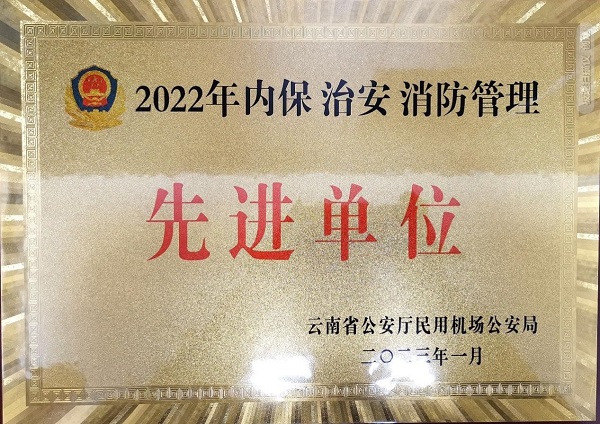 2022年内保 治安 消防管理
先进单位
云南省公安厅民用机场公安局
二〇二三年一月